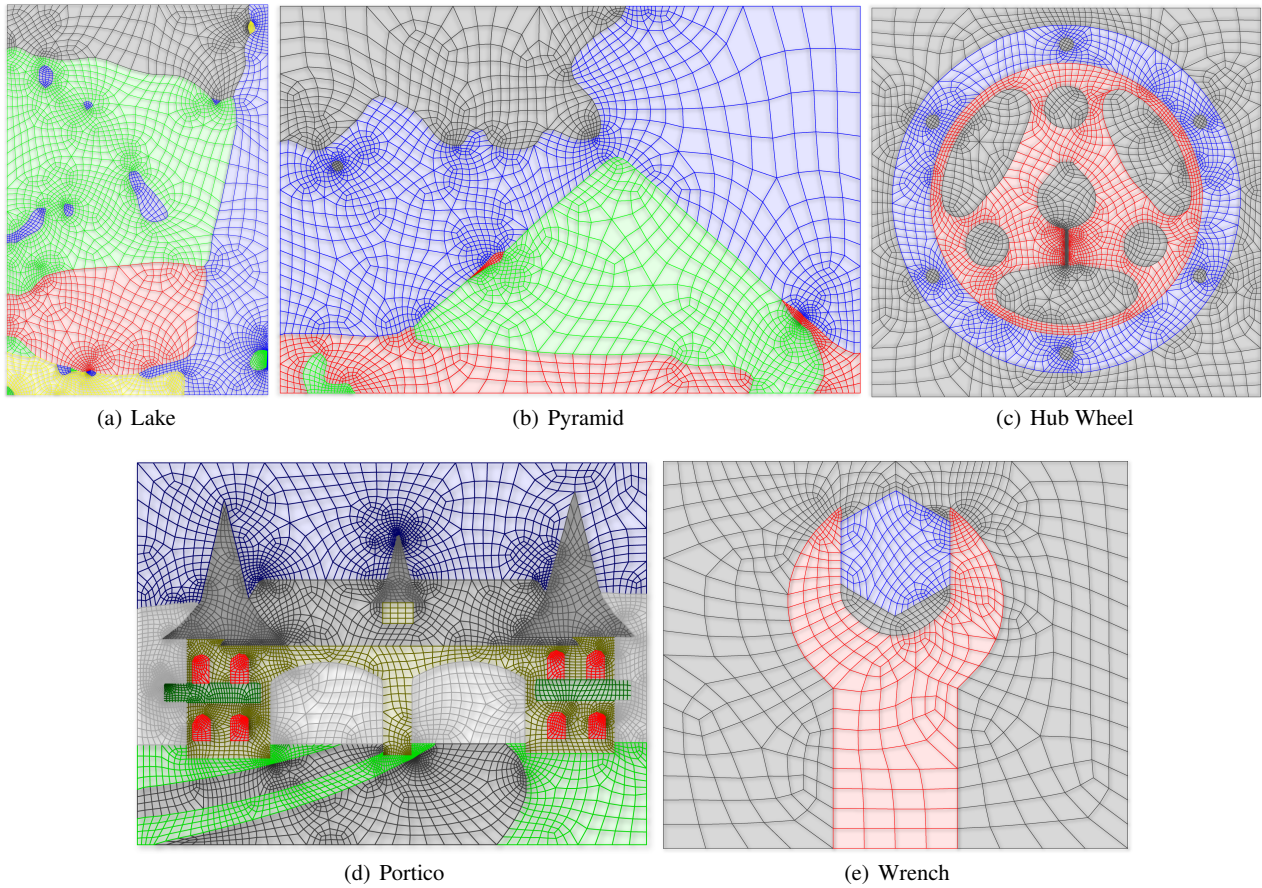 (a) Lake
(b) Pyramid
(c) Hub Wheel
(d) Portico
(e) Wrench